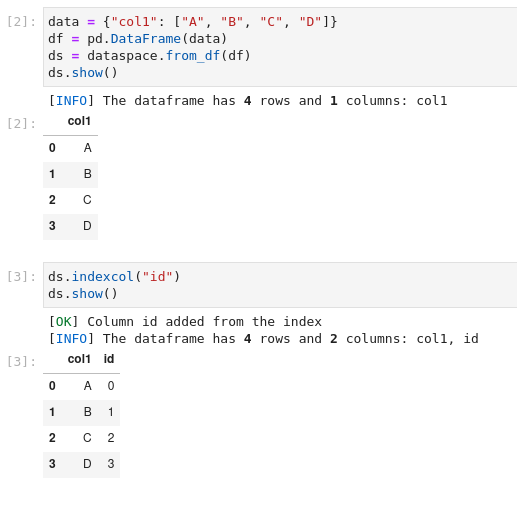 [2]: data = {"col1": ["A", "B", "C", "D"]}
df = pd.DataFrame(data)
ds = dataspace.from_df(df)
ds.show()
[INFO] The dataframe has 4 rows and 1 columns: col1
[2]: col1
0 A
1 B
2 C
3 D
[3]: ds.indexcol("id")
ds.show()
[OK] Column id added from the index
[INFO] The dataframe has 4 rows and 2 columns: col1, id
[3]: col1 id
0 A 0
1 B 1
2 C 2
3 D 3